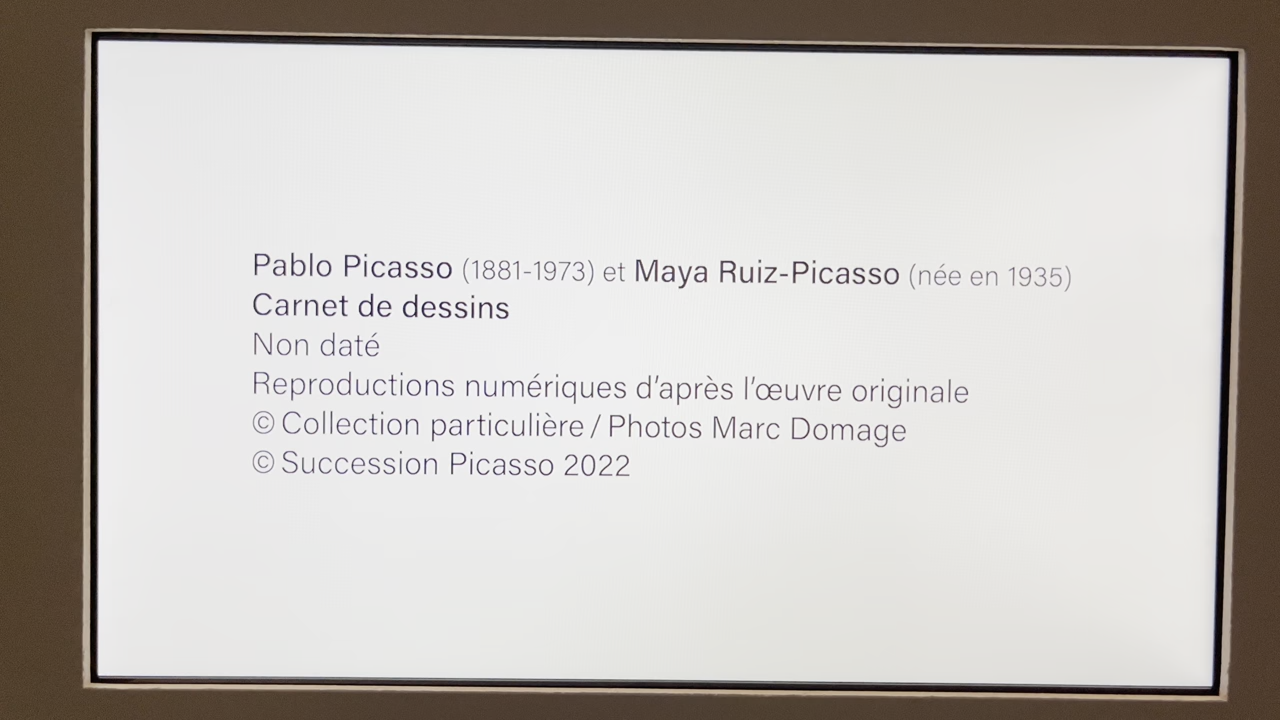 Pablo Picasso (1881-1973) et Maya Ruiz-Picasso (née en 1935)
Carnet de dessins
Non daté
Reproductions numériques d’après l’œuvre originale
© Collection particulière / Photos Marc Domage
© Succession Picasso 2022